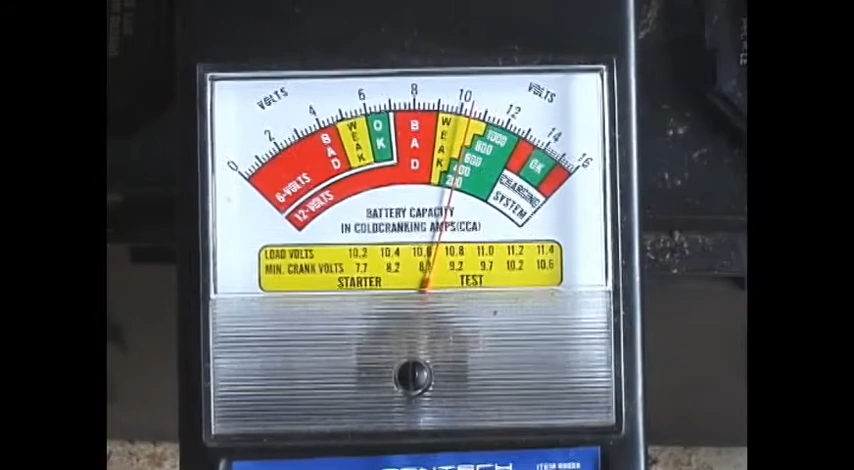 VOLTS VOLTS
0 2 4 6 8 10 12 14 16
BAD WEAK OK BAD WEAK 1000 800 600 400 200 OK
6-VOLTS
12-VOLTS
CHARGING
SYSTEM
BATTERY CAPACITY
IN COLDCRANKING AMPS(CCA)
LOAD VOLTS 10.2 10.4 10.6 10.8 11.0 11.2 11.4
MIN. CRANK VOLTS 7.7 8.2 9.2 9.7 10.2 10.6
STARTER TEST